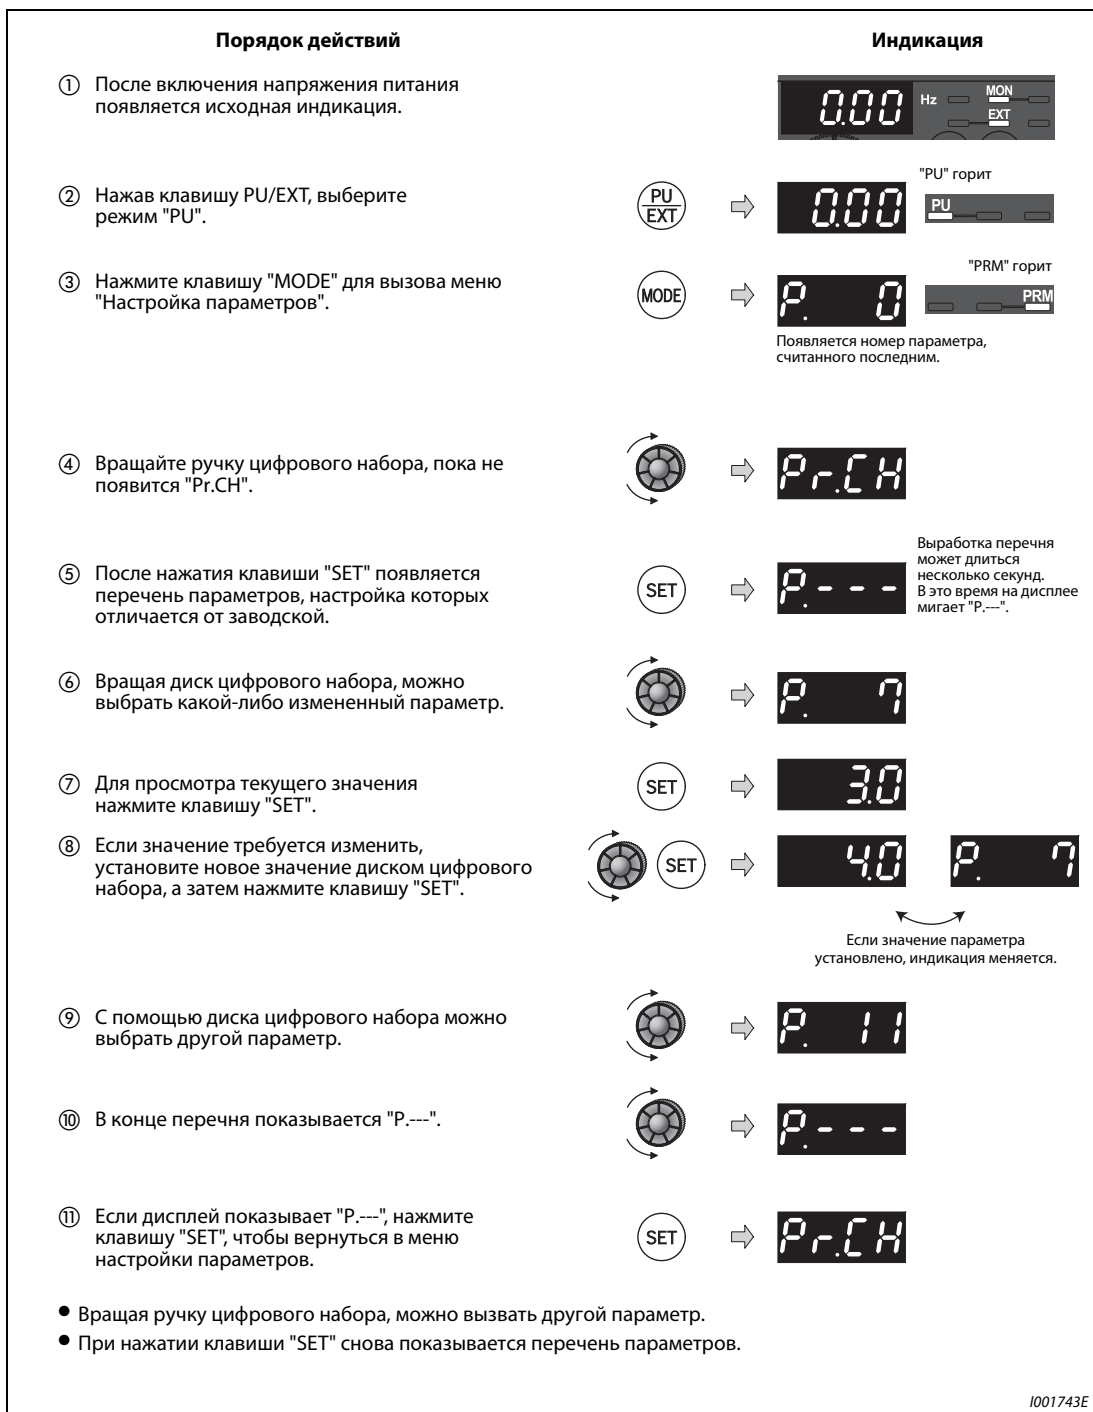 Порядок действий
Индикация
① После включения напряжения питания
появляется исходная индикация.
0.00 Hz MON
EXT
② Нажав клавишу PU/EXT, выберите
режим "PU".
PU
EXT
0.00
"PU" горит
PU
③ Нажмите клавишу "MODE" для вызова меню
"Настройка параметров".
MODE
P. 0
"PRM" горит
PRM
Появляется номер параметра,
считанного последним.
④ Вращайте ручку цифрового набора, пока не
появится "Pr.CH".
Pr.CH
⑤ После нажатия клавиши "SET" появляется
перечень параметров, настройка которых
отличается от заводской.
SET
P.---
Выработка перечня
может длиться
несколько секунд.
В это время на дисплее
мигает "P.---".
⑥ Вращая диск цифрового набора, можно
выбрать какой-либо измененный параметр.
P. 7
⑦ Для просмотра текущего значения
нажмите клавишу "SET".
SET
3.0
⑧ Если значение требуется изменить,
установите новое значение диском цифрового
набора, а затем нажмите клавишу "SET".
SET
4.0
P. 7
Если значение параметра
установлено, индикация меняется.
⑨ С помощью диска цифрового набора можно
выбрать другой параметр.
P. 11
⑩ В конце перечня показывается "P.---".
P.---
⑪ Если дисплей показывает "P.---", нажмите
клавишу "SET", чтобы вернуться в меню
настройки параметров.
SET
Pr.CH
● Вращая ручку цифрового набора, можно вызвать другой параметр.
● При нажатии клавиши "SET" снова показывается перечень параметров.
I001743E